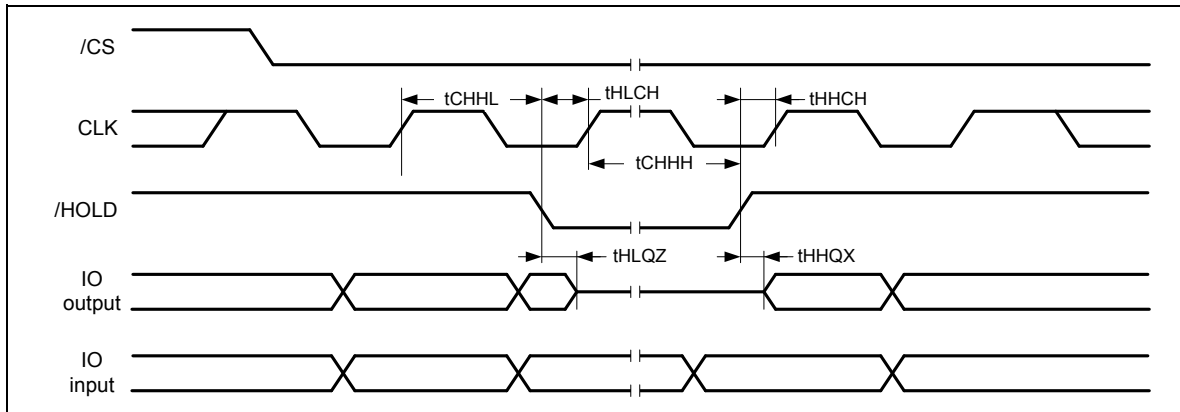 /CS
tCHHL
tHLCH
tHHCH
CLK
tCHHH
/HOLD
tHLQZ
tHHQX
IO
output
IO
input